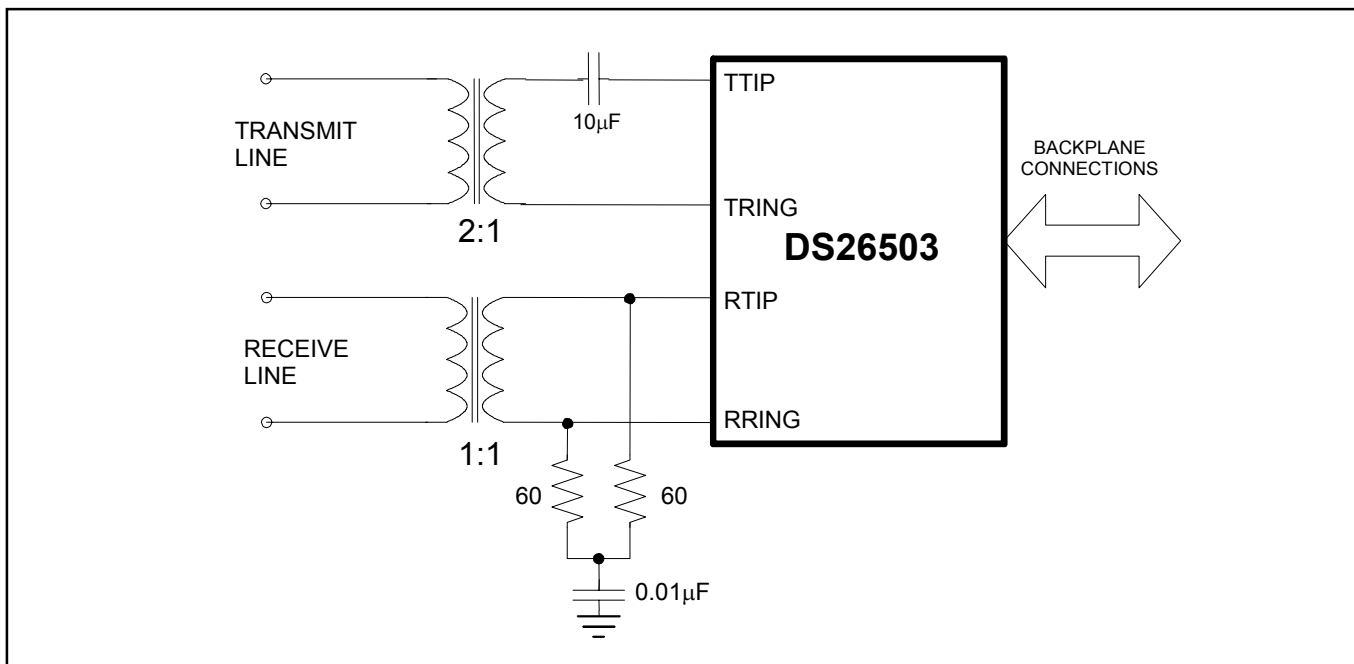 TTIP
10µF
TRANSMIT
LINE
BACKPLANE
CONNECTIONS
TRING
2:1
DS26503
RTIP
RECEIVE
LINE
RRING
1:1
60
60
0.01µF